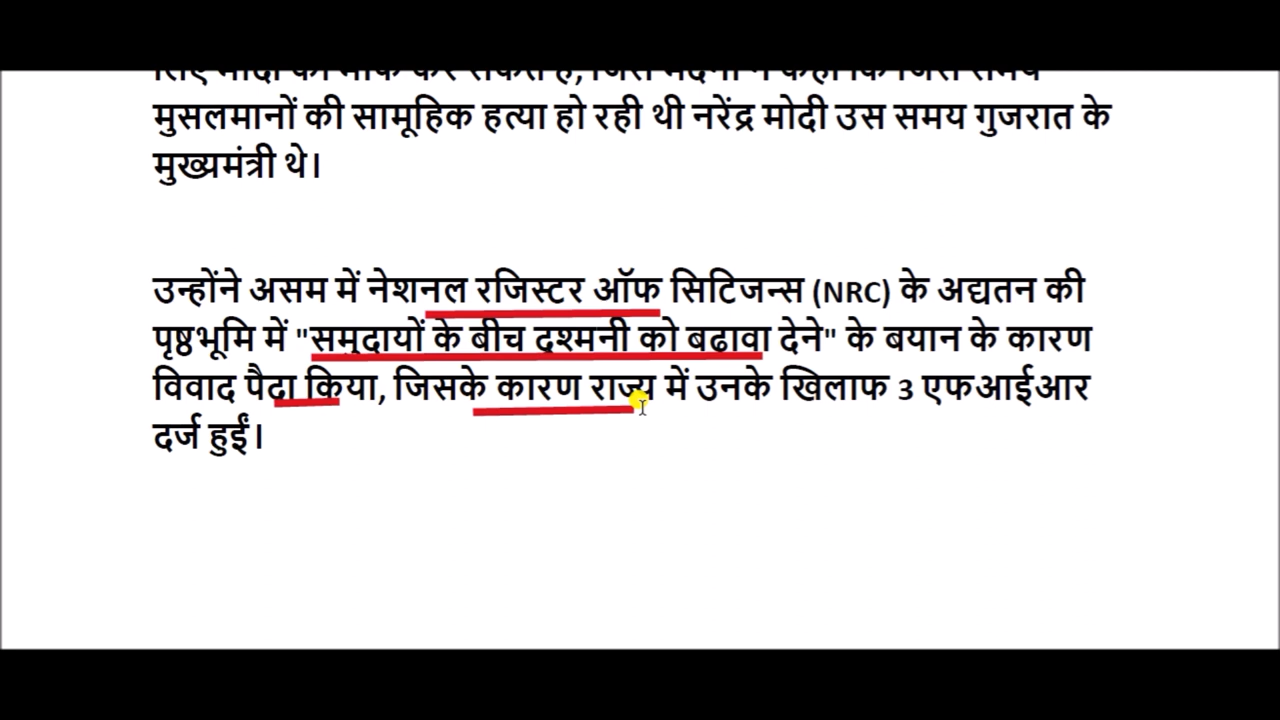 मुसलमानों की सामूहिक हत्या हो रही थी नरेंद्र मोदी उस समय गुजरात के
मुख्यमंत्री थे।
उन्होंने असम में नेशनल रजिस्टर ऑफ सिटिजन्स (NRC) के अद्यतन की
पृष्ठभूमि में "समुदायों के बीच दुश्मनी को बढ़ावा देने" के बयान के कारण
विवाद पैदा किया, जिसके कारण राज्य में उनके खिलाफ 3 एफआईआर
दर्ज हुईं।